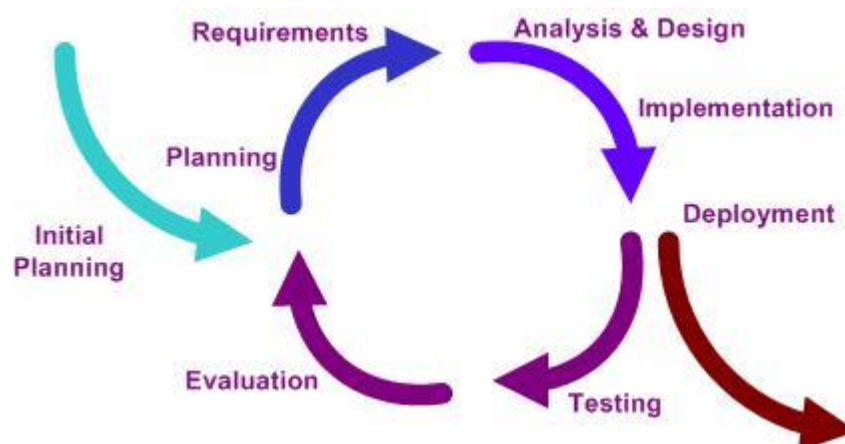 Requirements
Analysis & Design
Implementation
Planning
Deployment
Initial
Planning
Evaluation
Testing